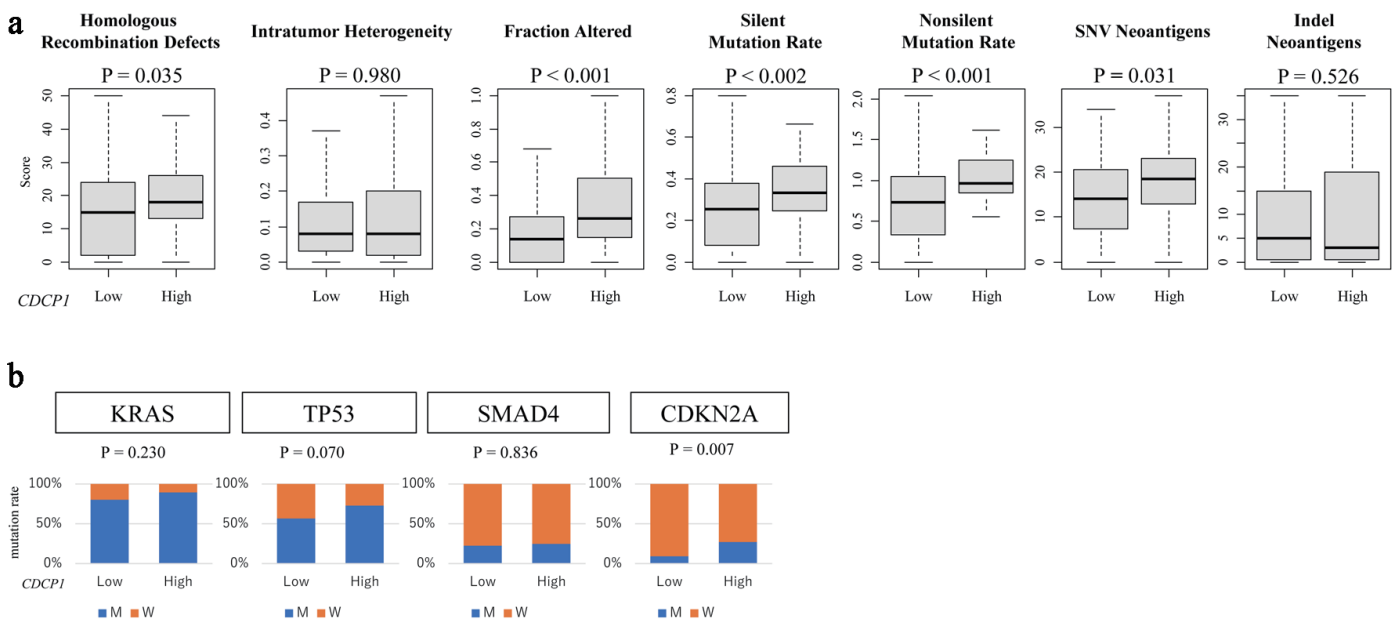 a
Homologous
Recombination Defects
P = 0.035
Score
50
40
30
20
10
0
Low
High
Intratumor Heterogeneity
P = 0.980
0.4
0.3
0.2
0.1
0.0
Low
High
Fraction Altered
P < 0.001
1.0
0.8
0.6
0.4
0.2
0.0
Low
High
Silent
Mutation Rate
P < 0.002
0.8
0.6
0.4
0.2
0.0
Low
High
Nonsilent
Mutation Rate
P < 0.001
2.0
1.5
1.0
0.5
0.0
Low
High
SNV Neoantigens
P = 0.031
30
20
10
0
Low
High
Indel
Neoantigens
P = 0.526
30
20
10
5
0
Low
High
CDCP1
b
KRAS
P = 0.230
mutation rate
100%
50%
0%
Low
High
M
W
TP53
P = 0.070
100%
50%
0%
Low
High
M
W
SMAD4
P = 0.836
100%
50%
0%
Low
High
M
W
CDKN2A
P = 0.007
100%
50%
0%
Low
High
M
W
CDCP1